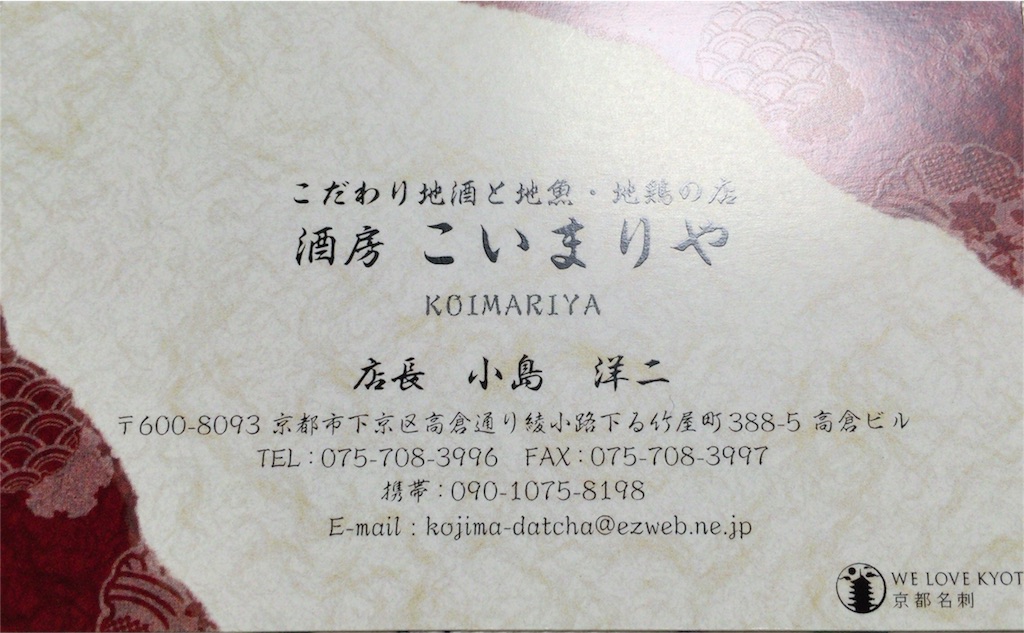 こだわり地酒と地魚・地鶏の店
酒房 こいまりや
KOIMARIYA
店長 小島 洋二
〒600-8093 京都市下京区高倉通り綾小路下る竹屋町388-5 高倉ビル
TEL：075-708-3996 FAX：075-708-3997
携帯：090-1075-8198
E-mail：kojima-datcha@ezweb.ne.jp
WE LOVE KYOT
京都名刺